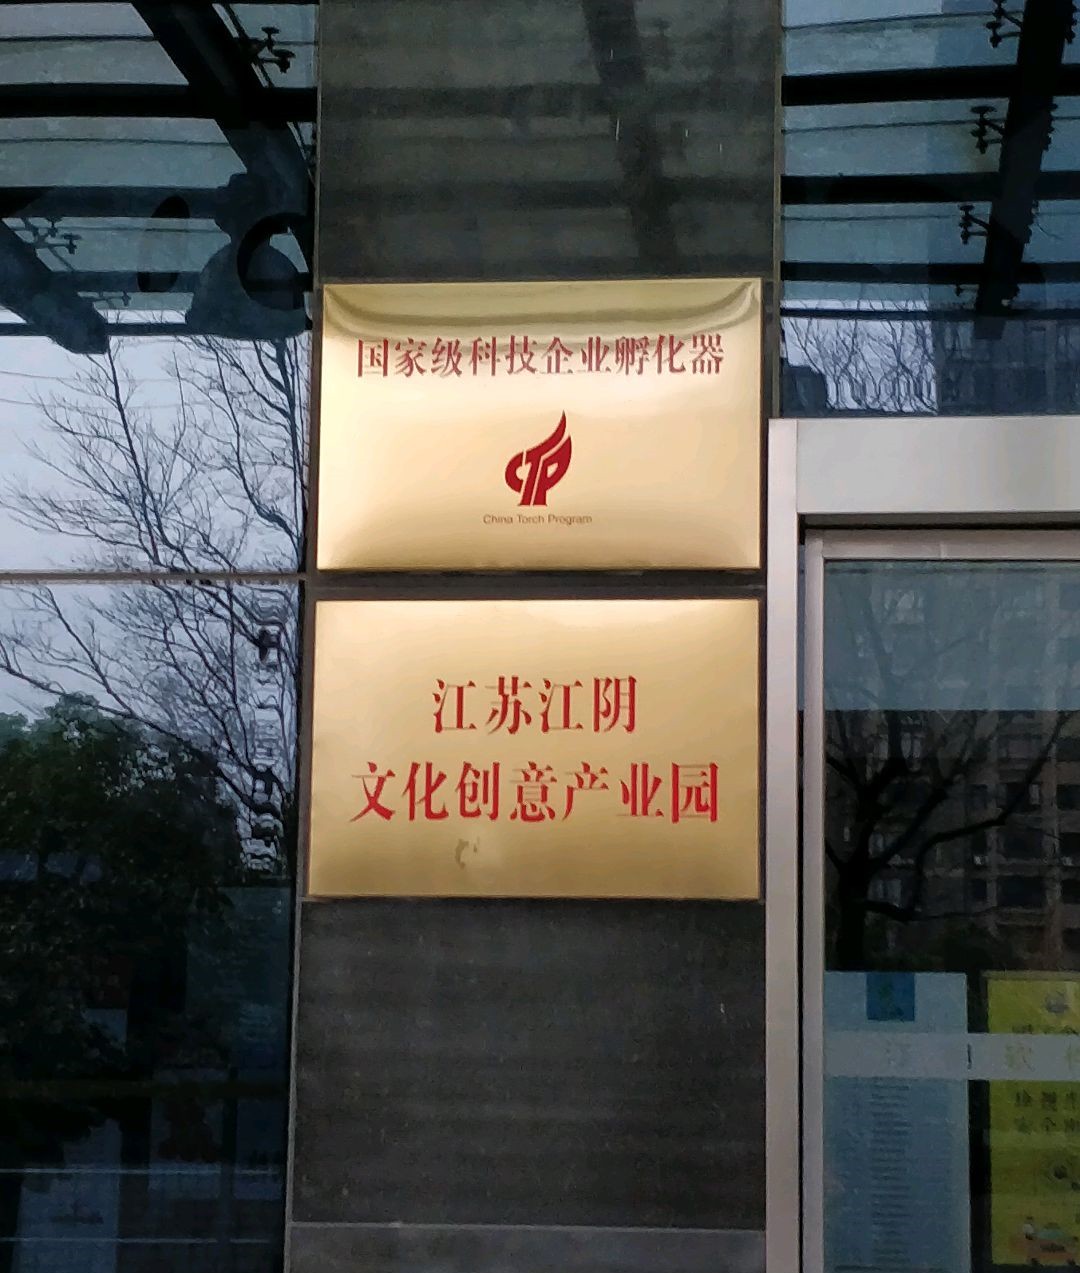 国家级科技企业孵化器
CTP
China Torch Program
江苏江阴
文化创意产业园